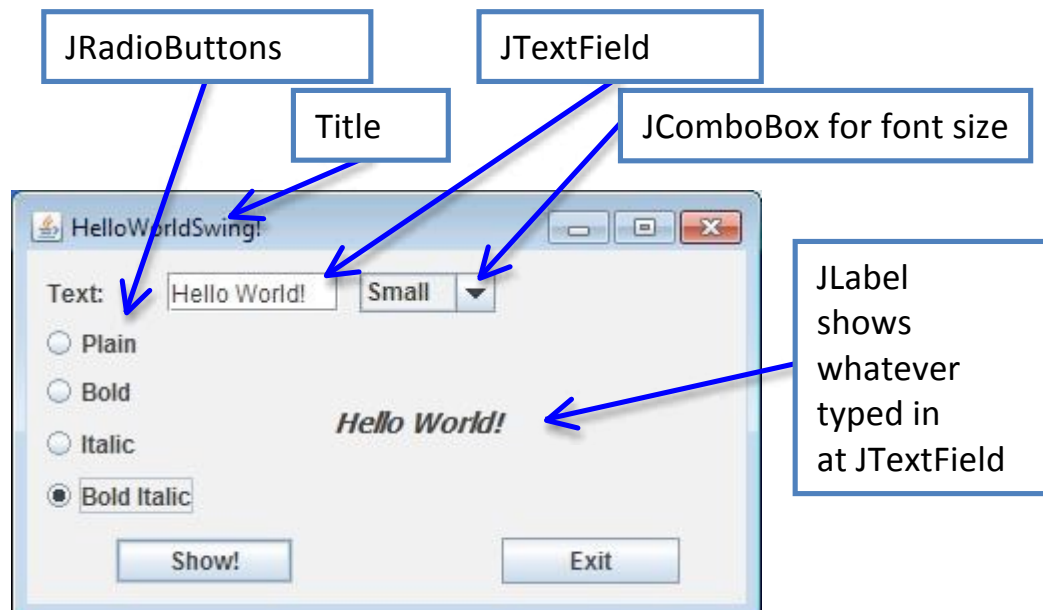 JRadioButtons
JTextField
Title
JComboBox for font size
HelloWorldSwing!
Text:
Hello World!
Small
Plain
Bold
Italic
Bold Italic
Hello World!
JLabel
shows
whatever
typed in
at JTextField
Show!
Exit